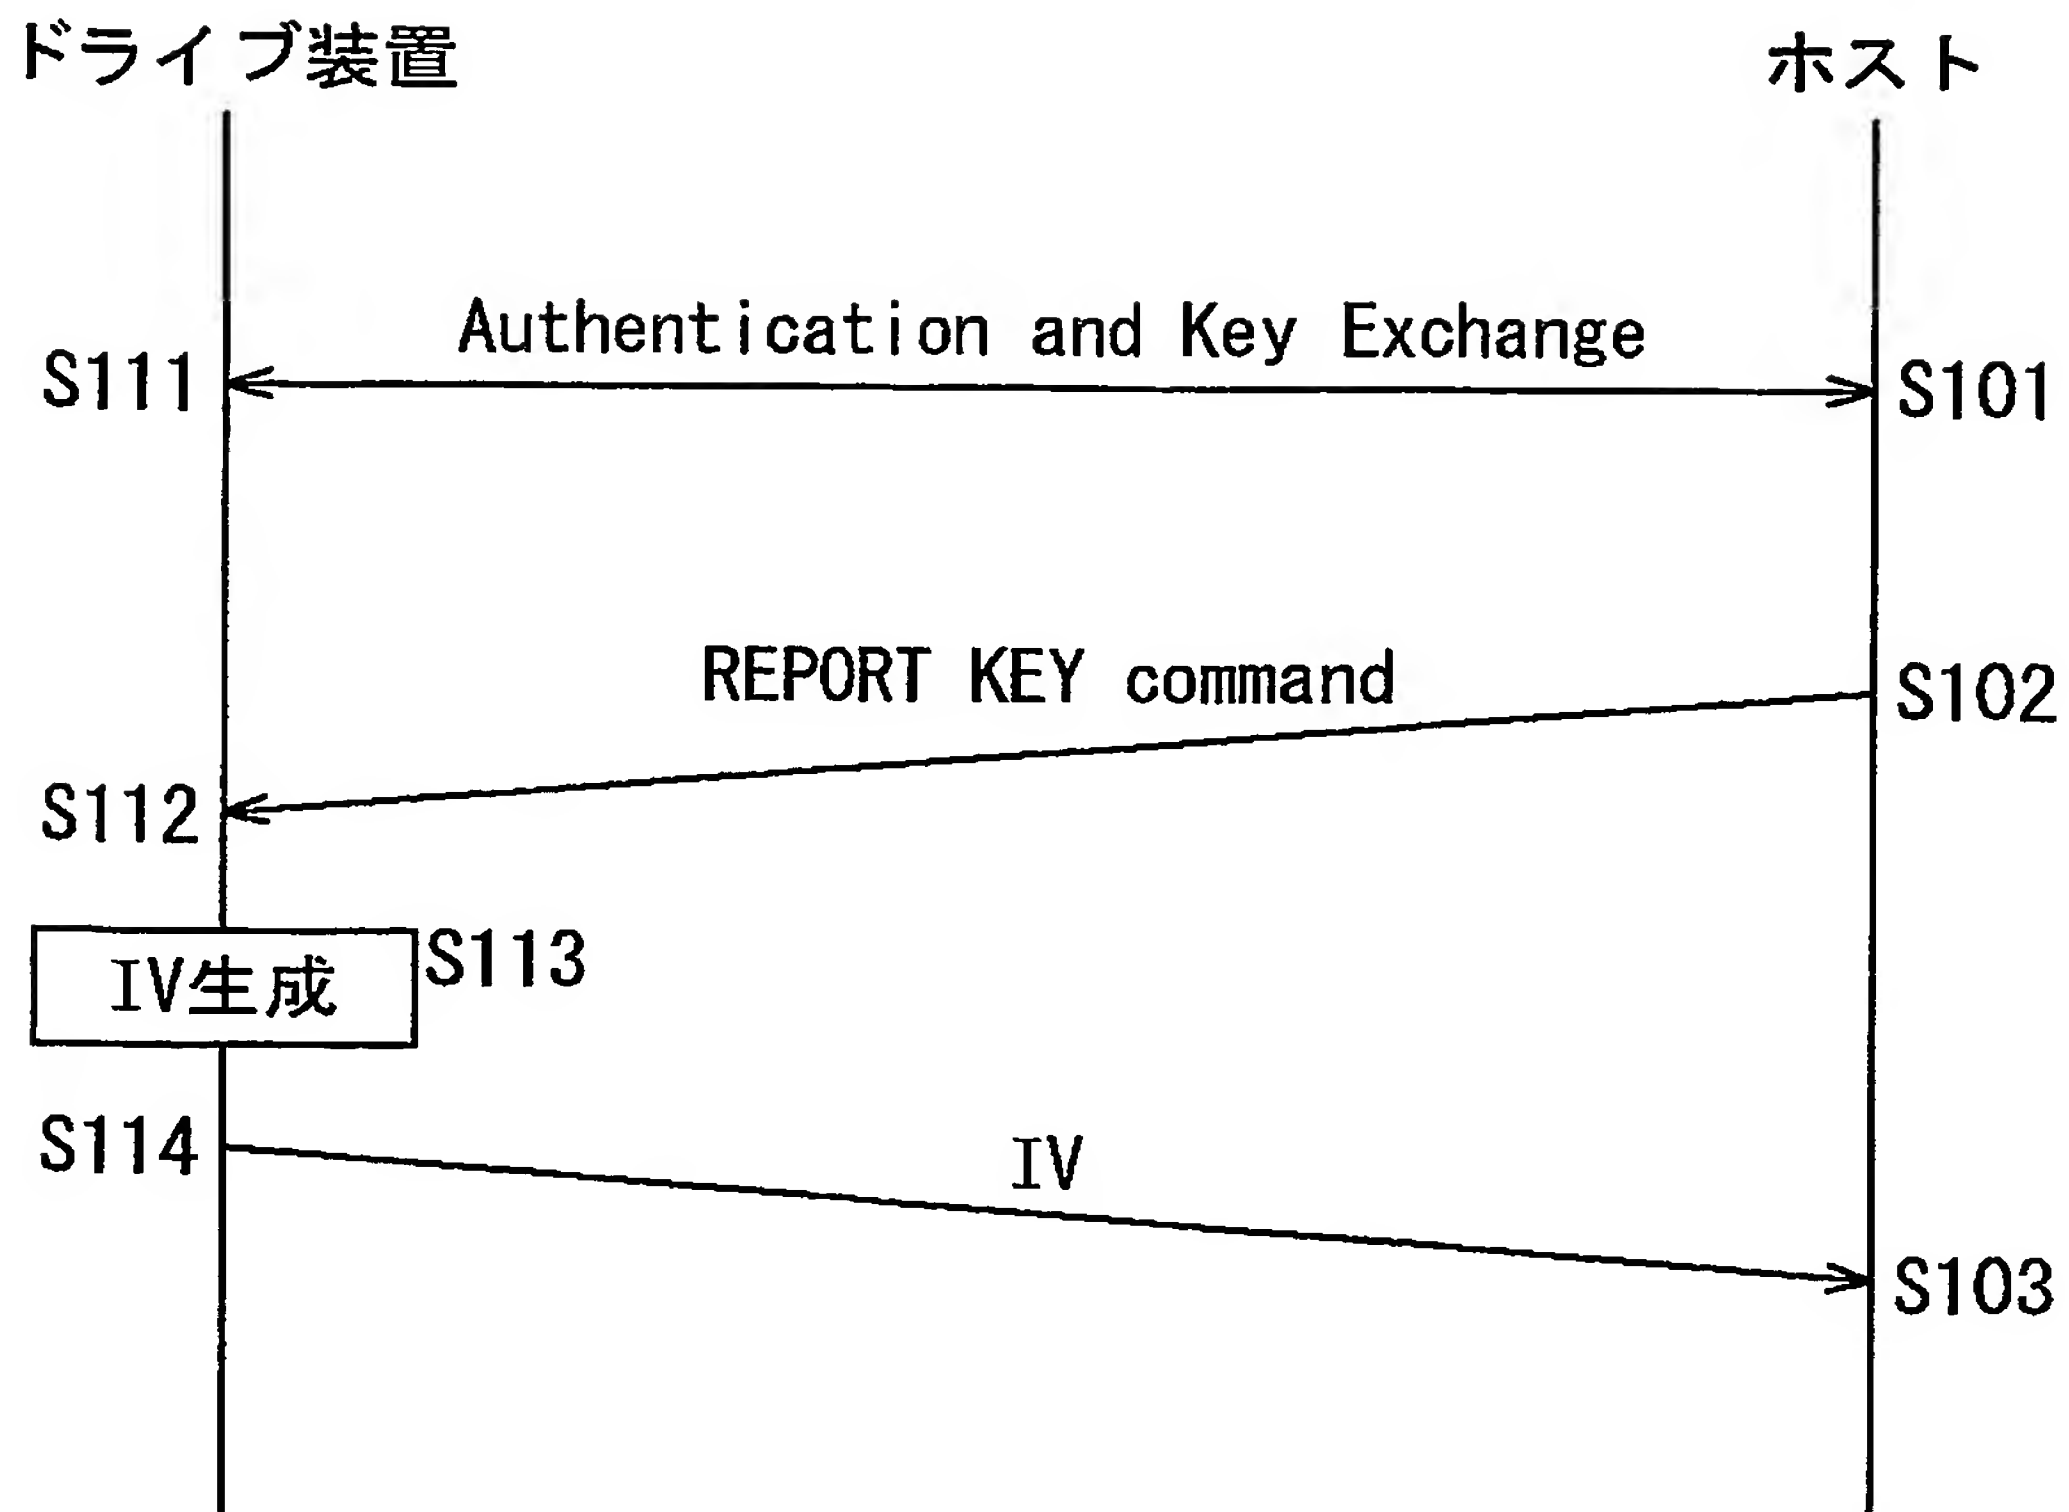 ドライブ装置
ホスト
Authentication and Key Exchange
S111
S101
REPORT KEY command
S102
S112
IV生成
S113
S114
IV
S103